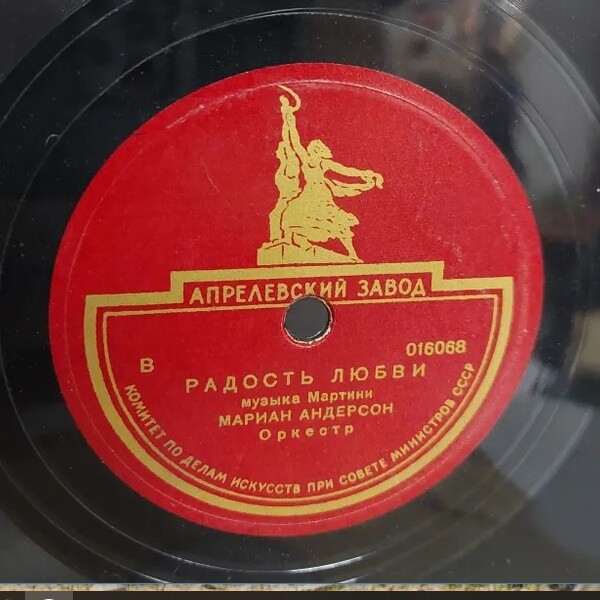 АПРЕЛЕВСКИЙ ЗАВОД
В 016068
РАДОСТЬ ЛЮБВИ
музыка Мартини
МАРИАН АНДЕРСОН
Оркестр
КОМИТЕТ ПО ДЕЛАМ ИСКУССТВ ПРИ СОВЕТЕ МИНИСТРОВ СССР